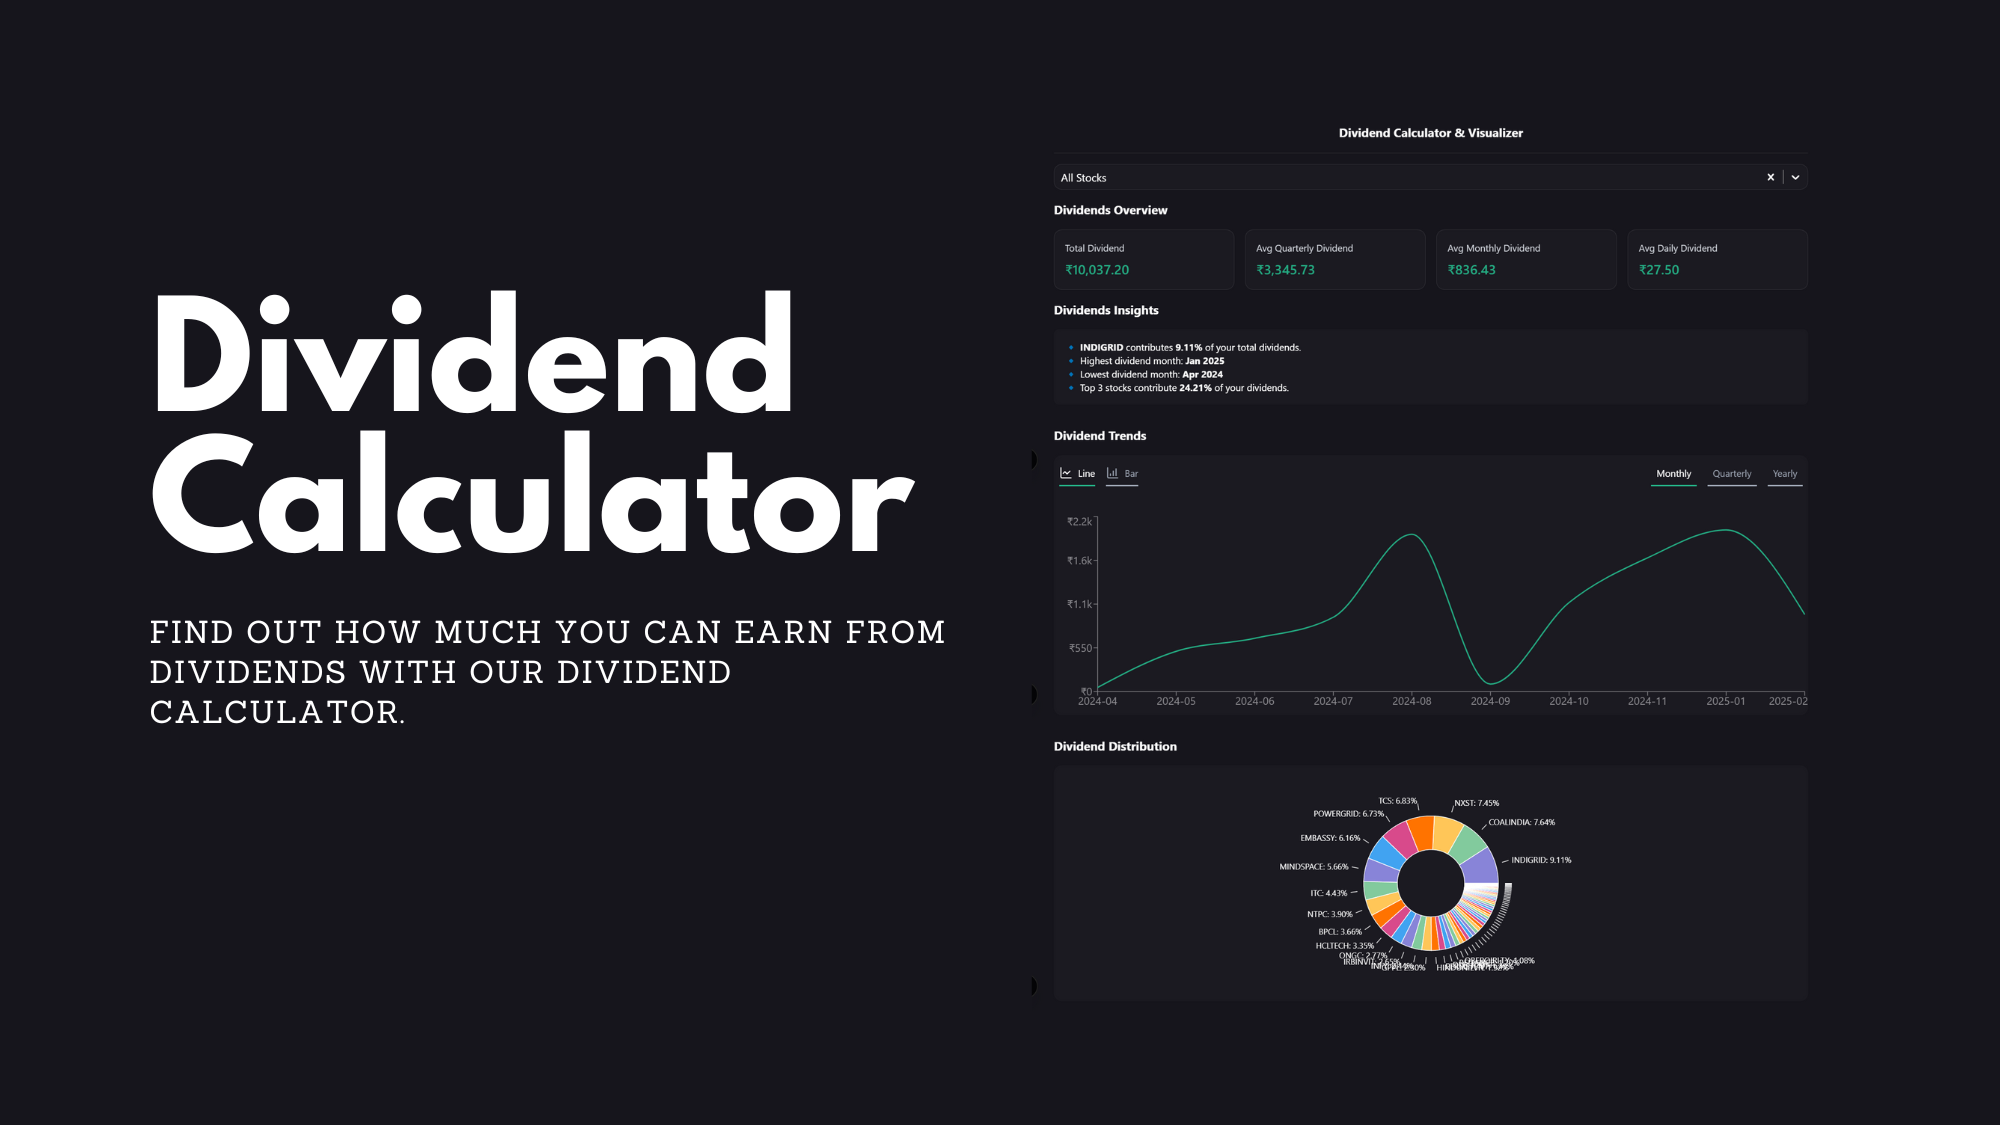 Dividend
Calculator
FIND OUT HOW MUCH YOU CAN EARN FROM
DIVIDENDS WITH OUR DIVIDEND
CALCULATOR.
Dividend Calculator & Visualizer
All Stocks
Dividends Overview
Total Dividend
₹10,037.20
Avg Quarterly Dividend
₹3,345.73
Avg Monthly Dividend
₹836.43
Avg Daily Dividend
₹27.50
Dividends Insights
INDIGRID contributes 9.11% of your total dividends.
Highest dividend month: Jan 2025
Lowest dividend month: Apr 2024
Top 3 stocks contribute 24.21% of your dividends.
Dividend Trends
Line Bar
Monthly Quarterly Yearly
₹2.2k
₹1.6k
₹1.1k
₹550
₹0
2024-04 2024-05 2024-06 2024-07 2024-08 2024-09 2024-10 2024-11 2025-01 2025-02
Dividend Distribution
TCS: 6.83%
NXST: 7.45%
POWERGRID: 6.73%
COALINDIA: 7.64%
EMBASSY: 6.16%
INDIGRID: 9.11%
MINDSPACE: 5.66%
ITC: 4.43%
NTPC: 3.90%
BPCL: 3.66%
HCLTECH: 3.35%
ONGC: 2.77%